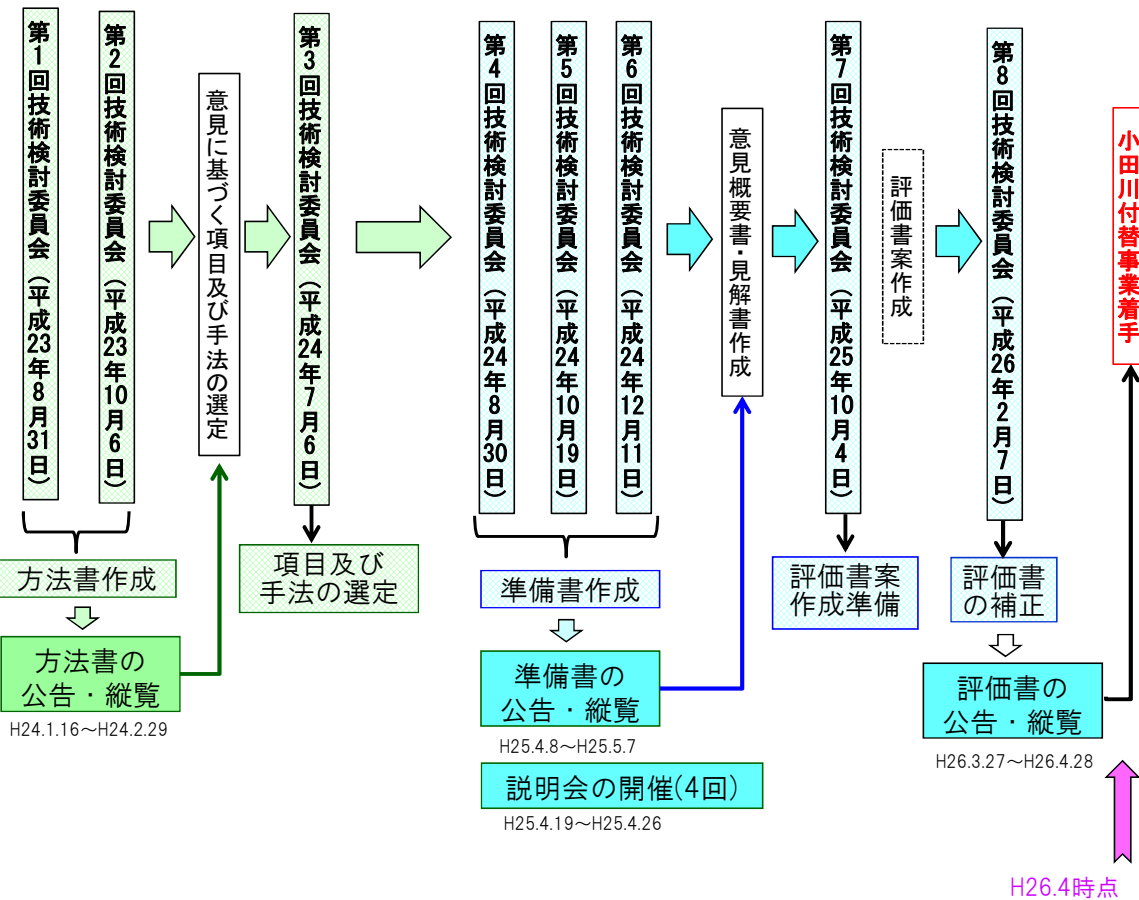 第1回技術検討委員会（平成23年8月31日）
第2回技術検討委員会（平成23年10月6日）
方法書作成
方法書の
公告・縦覧
H24.1.16～H24.2.29
意見に基づく項目及び手法の選定
第3回技術検討委員会（平成24年7月6日）
項目及び
手法の選定
第4回技術検討委員会（平成24年8月30日）
第5回技術検討委員会（平成24年10月19日）
第6回技術検討委員会（平成24年12月11日）
準備書作成
準備書の
公告・縦覧
H25.4.8～H25.5.7
説明会の開催(4回)
H25.4.19～H25.4.26
意見概要書・見解書作成
第7回技術検討委員会（平成25年10月4日）
評価書案
作成準備
評価書案作成
第8回技術検討委員会（平成26年2月7日）
評価書
の補正
評価書の
公告・縦覧
H26.3.27～H26.4.28
小田川付替事業着手
H26.4時点